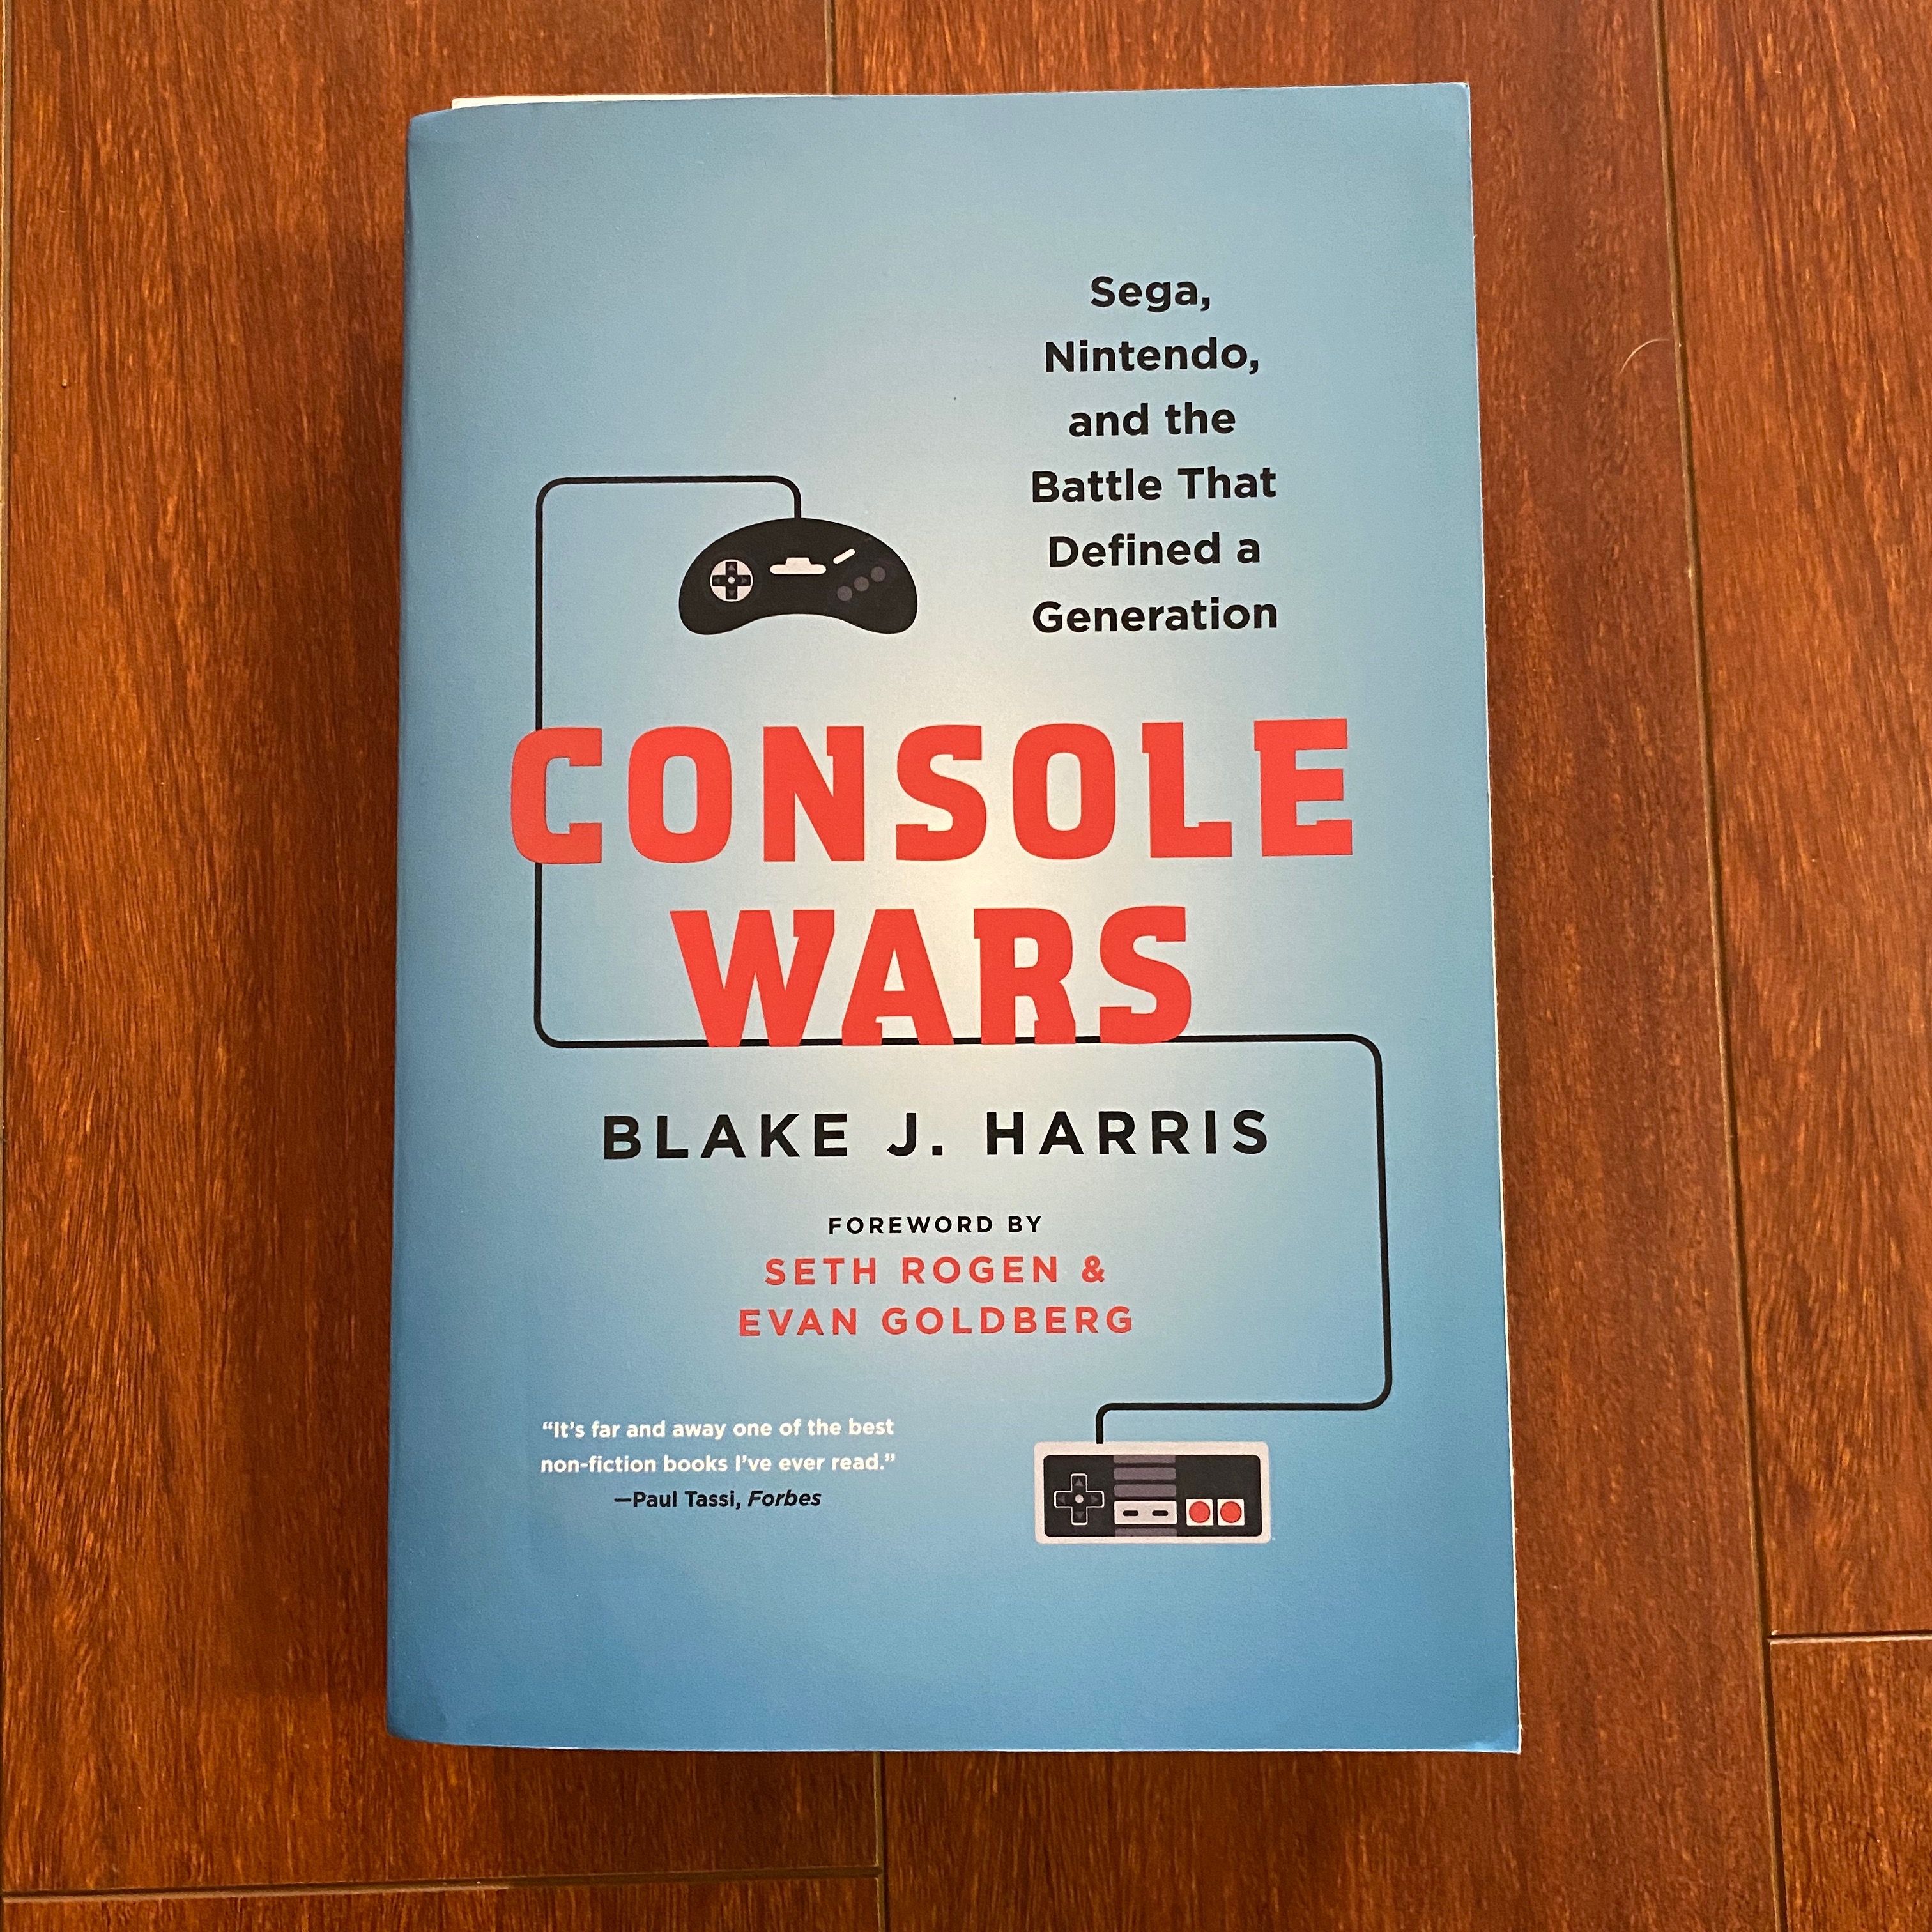 Sega,
Nintendo,
and the
Battle That
Defined a
Generation
CONSOLE
WARS
BLAKE J. HARRIS
FOREWORD BY
SETH ROGEN &
EVAN GOLDBERG
“It’s far and away one of the best
non-fiction books I’ve ever read.”
—Paul Tassi, Forbes